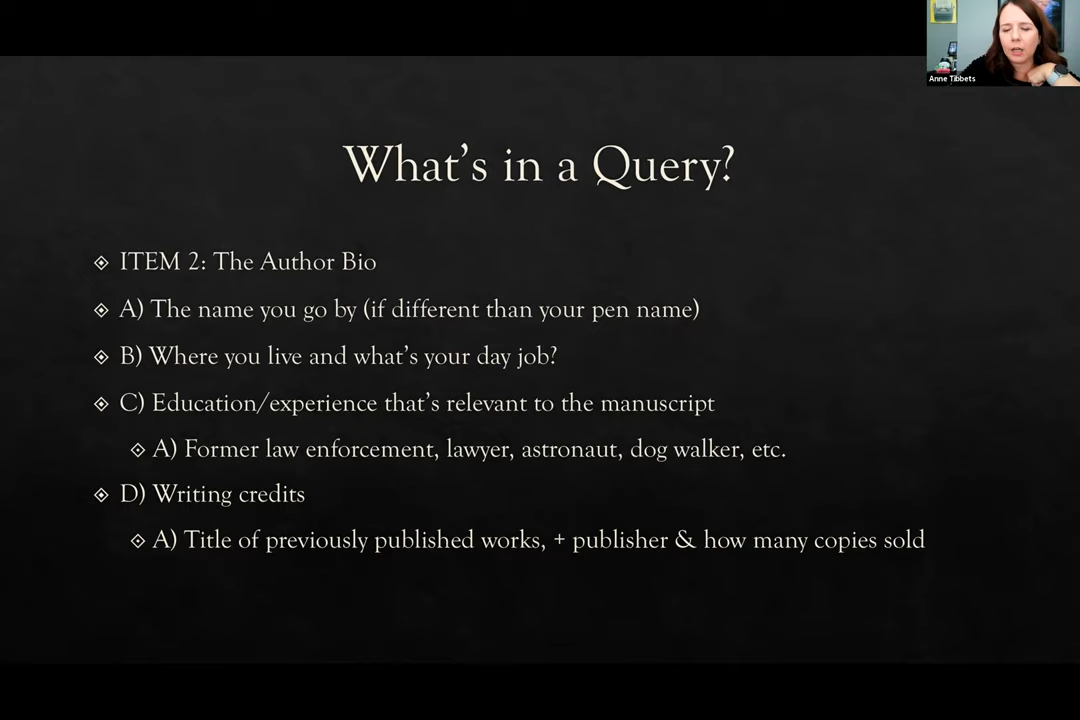 Anne Tibbets
What's in a Query?
ITEM 2: The Author Bio
A) The name you go by (if different than your pen name)
B) Where you live and what's your day job?
C) Education/experience that's relevant to the manuscript
A) Former law enforcement, lawyer, astronaut, dog walker, etc.
D) Writing credits
A) Title of previously published works, + publisher & how many copies sold